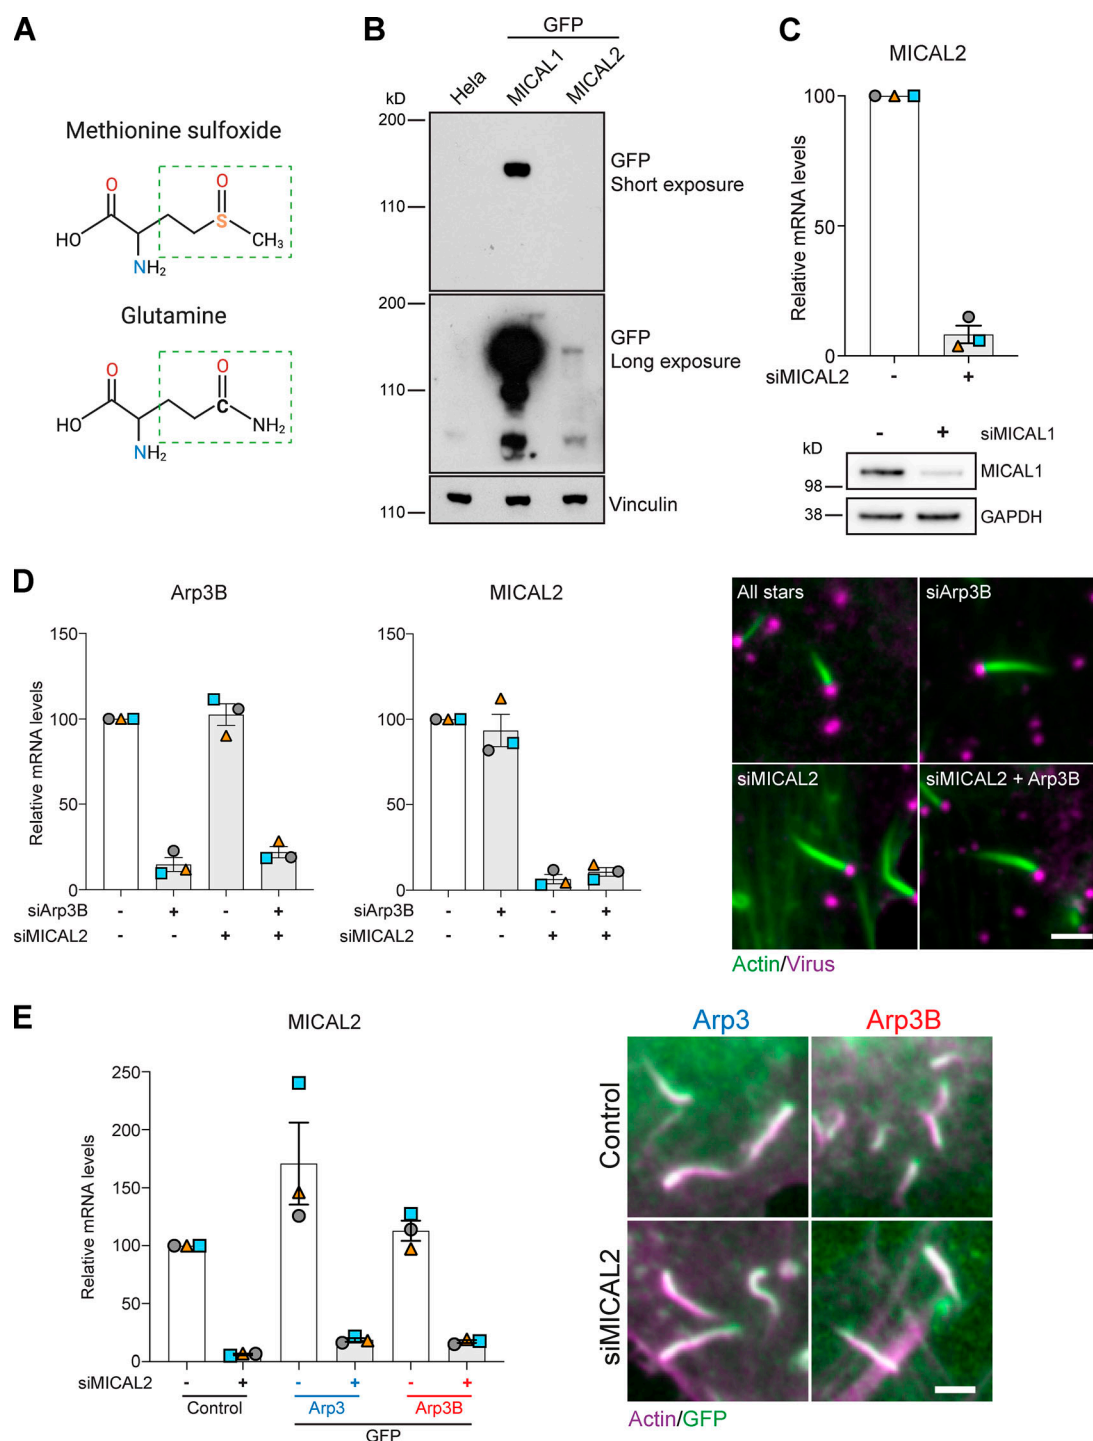 A
Methionine sulfoxide
O
O
S
HO
CH3
NH2
Glutamine
O
O
C
HO
NH2
NH2
B
GFP
Hela
MICAL1
MICAL2
kD
200
GFP
Short exposure
110
200
GFP
Long exposure
110
110
Vinculin
C
MICAL2
Relative mRNA levels
100
50
0
siMICAL2
-
+
-
+
siMICAL1
kD
MICAL1
98
38
GAPDH
D
Arp3B
Relative mRNA levels
150
100
50
0
siArp3B
-
+
-
+
siMICAL2
-
-
+
+
MICAL2
150
100
50
0
siArp3B
-
+
-
+
siMICAL2
-
-
+
+
All stars
siArp3B
siMICAL2
siMICAL2 + Arp3B
Actin/Virus
E
MICAL2
Relative mRNA levels
250
200
150
100
50
0
siMICAL2
-
+
-
+
-
+
Control
Arp3
Arp3B
GFP
Arp3
Arp3B
Control
siMICAL2
Actin/GFP